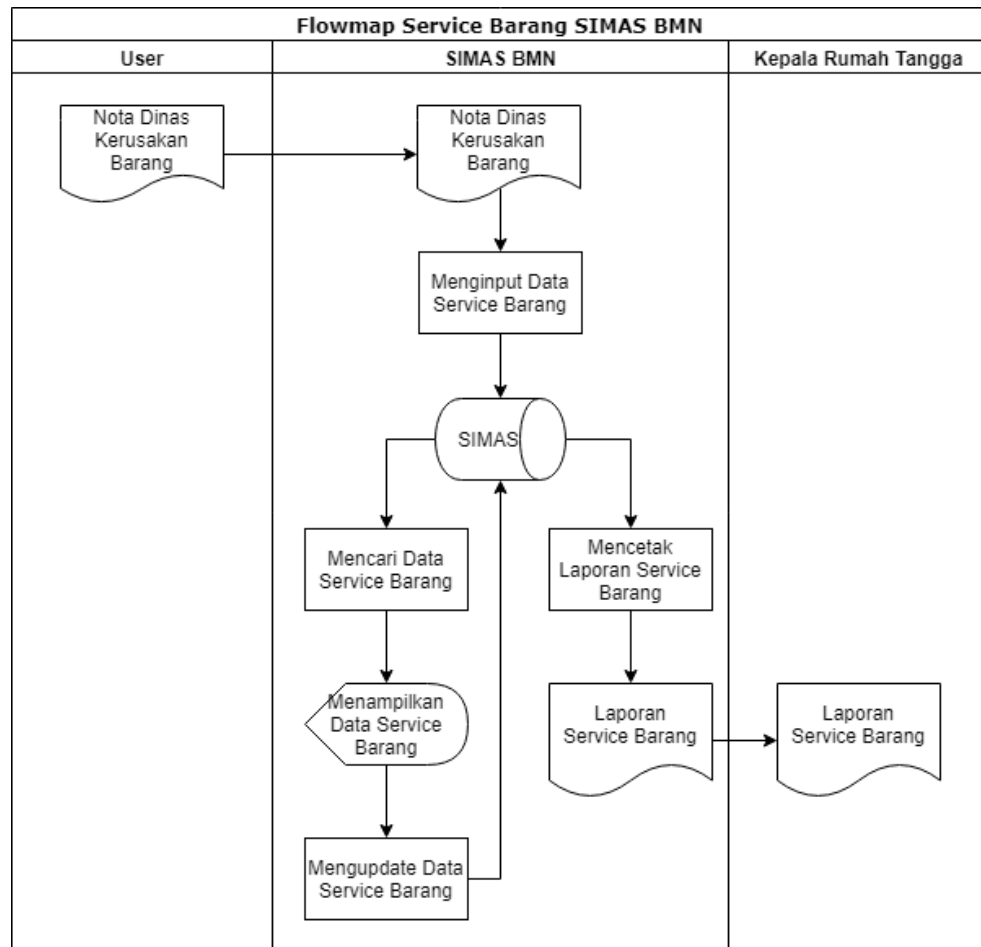 Flowmap Service Barang SIMAS BMN
User
SIMAS BMN
Kepala Rumah Tangga
Nota Dinas
Kerusakan
Barang
Nota Dinas
Kerusakan
Barang
Menginput Data
Service Barang
SIMAS
Mencari Data
Service Barang
Mencetak
Laporan Service
Barang
Menampilkan
Data Service
Barang
Laporan
Service Barang
Laporan
Service Barang
Mengupdate Data
Service Barang